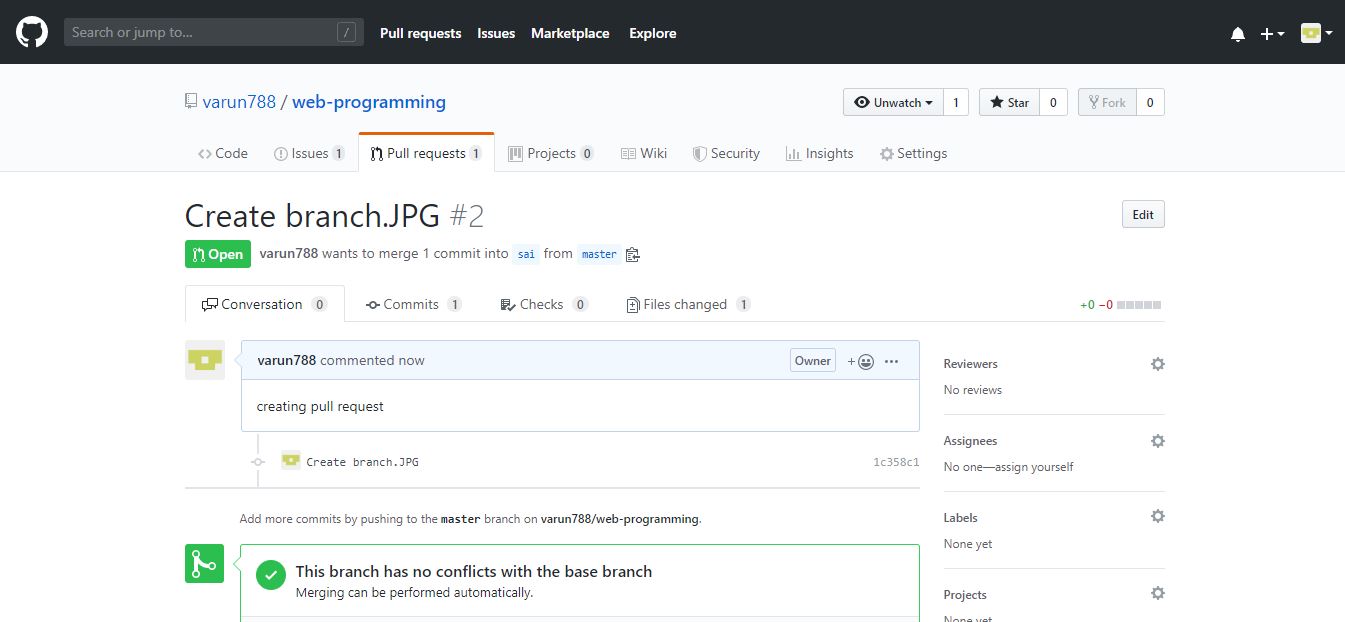 Search or jump to... / Pull requests Issues Marketplace Explore
varun788 / web-programming Unwatch 1 Star 0 Fork 0
Code Issues 1 Pull requests 1 Projects 0 Wiki Security Insights Settings
Create branch.JPG #2 Edit
Open varun788 wants to merge 1 commit into sai from master
Conversation 0 Commits 1 Checks 0 Files changed 1 +0 −0
varun788 commented now Owner
creating pull request
Create branch.JPG 1c358c1
Add more commits by pushing to the master branch on varun788/web-programming.
This branch has no conflicts with the base branch
Merging can be performed automatically.
Reviewers
No reviews
Assignees
No one—assign yourself
Labels
None yet
Projects
None yet